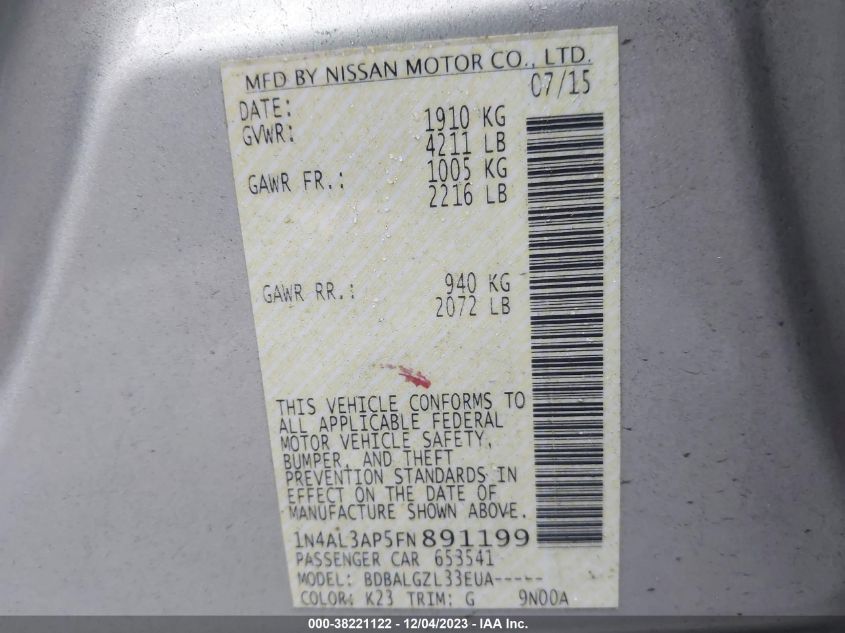 MFD BY NISSAN MOTOR CO., LTD.
DATE: 07/15
GVWR: 1910 KG
4211 LB
GAWR FR.: 1005 KG
2216 LB
GAWR RR.: 940 KG
2072 LB
THIS VEHICLE CONFORMS TO
ALL APPLICABLE FEDERAL
MOTOR VEHICLE SAFETY,
BUMPER, AND THEFT
PREVENTION STANDARDS IN
EFFECT ON THE DATE OF
MANUFACTURE SHOWN ABOVE.
1N4AL3AP5FN891199
PASSENGER CAR 653541
MODEL: BDBALGZL33EUA-----
COLOR: K23 TRIM: G 9N00A
000-38221122 - 12/04/2023 - IAA Inc.